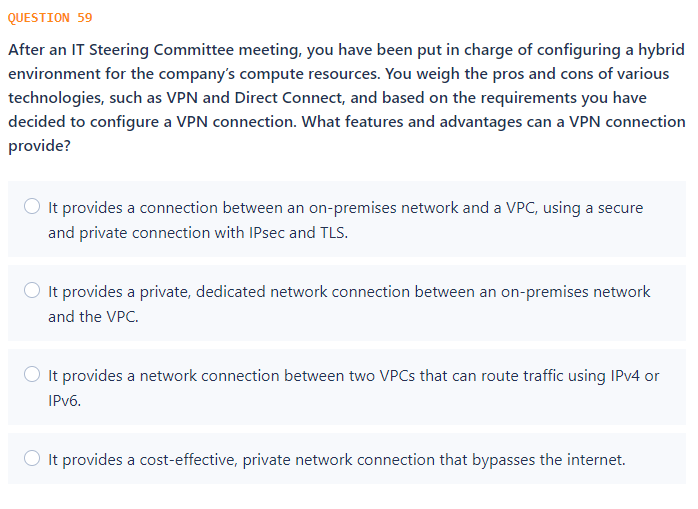 QUESTION 59
After an IT Steering Committee meeting, you have been put in charge of configuring a hybrid
environment for the company's compute resources. You weigh the pros and cons of various
technologies, such as VPN and Direct Connect, and based on the requirements you have
decided to configure a VPN connection. What features and advantages can a VPN connection
provide?
It provides a connection between an on-premises network and a VPC, using a secure
and private connection with IPsec and TLS.
It provides a private, dedicated network connection between an on-premises network
and the VPC.
It provides a network connection between two VPCs that can route traffic using IPv4 or
IPv6.
It provides a cost-effective, private network connection that bypasses the internet.